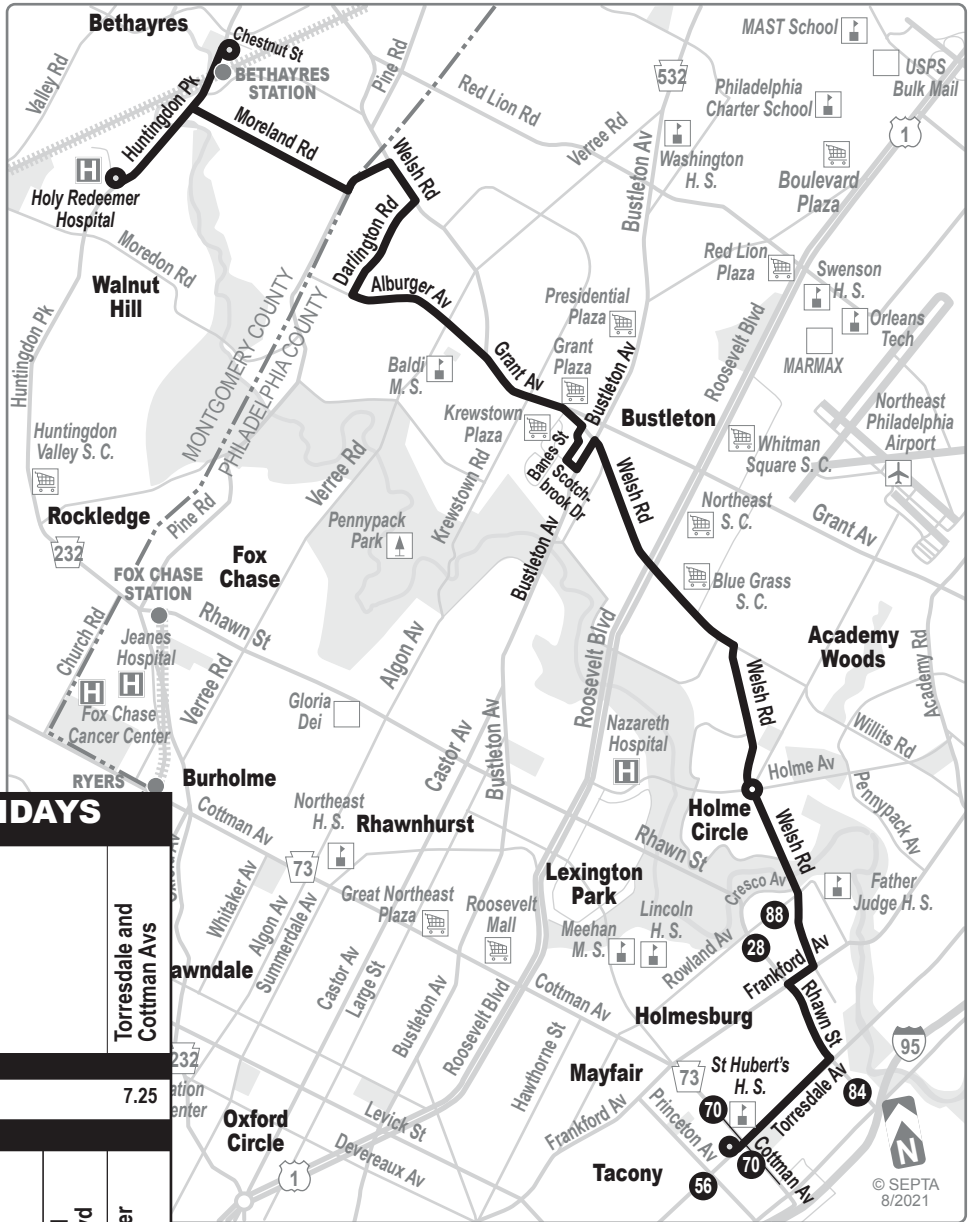 Bethayres
Chestnut St
BETHAYRES
STATION
Valley Rd
Huntingdon Pk
Moreland Rd
Pine Rd
Red Lion Rd
Verree Rd
532
Bustleton Av
MAST School
USPS
Bulk Mail
Philadelphia
Charter School
1
Washington
H. S.
Boulevard
Plaza
H
Holy Redeemer
Hospital
Welsh Rd
Moredon Rd
Darlington Rd
Walnut
Hill
MONTGOMERY COUNTY
PHILADELPHIA COUNTY
Alburger Av
Red Lion
Plaza
Swenson
H. S.
Orleans
Tech
MARMAX
Presidential
Plaza
Grant
Plaza
Roosevelt Blvd
Huntingdon Pk
Baldi
M. S.
Grant Av
Bustleton Av
Bustleton
Northeast
Philadelphia
Airport
Krewstown
Plaza
Huntingdon
Valley S. C.
Verree Rd
Krewstown Rd
Banes St
Scotch-
brook Dr
Welsh Rd
Whitman
Square S. C.
Rockledge
Pine Rd
Pennypack
Park
Northeast
S. C.
Grant Av
232
Fox
Chase
Bustleton Av
Blue Grass
S. C.
FOX CHASE
STATION
Rhawn St
Church Rd
Jeanes
Hospital
H
H
Fox Chase
Cancer Center
Verree Rd
Algon Av
Roosevelt Blvd
Academy
Woods
Academy Rd
Gloria
Dei
Castor Av
Bustleton Av
Nazareth
Hospital
H
Welsh Rd
Willits Rd
RYERS
Burholme
Holme Av
Pennypack Av
Cottman Av
Northeast
H. S.
Rhawnhurst
Holme
Circle
Welsh Rd
73
Rhawn St
Lexington
Park
Cresco Av
Father
Judge H. S.
Whitaker Av
Algon Av
Summerdale Av
Great Northeast
Plaza
Roosevelt
Mall
Meehan
M. S.
Lincoln
H. S.
88
28
Rowland Av
Frankford Av
awndale
Castor Av
Large St
Bustleton Av
Roosevelt Blvd
Cottman Av
Holmesburg
Rhawn St
95
232
ation
enter
Hawthorne St
Mayfair
73
St Hubert's
H. S.
Torresdale Av
84
Oxford
Circle
Levick St
Devereaux Av
Frankford Av
Princeton Av
70
70
Cottman Av
1
Tacony
56
N
© SEPTA
8/2021
IDAYS
Torresdale and
Cottman Avs
7.25